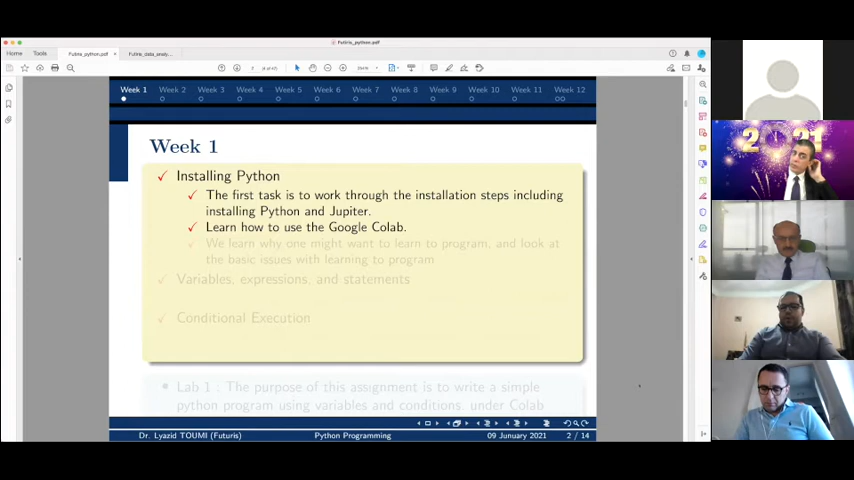 Futiris_python.pdf
Home
Tools
Futiris_python.pdf
Futiris_data_analy...
Week 1
Week 2
Week 3
Week 4
Week 5
Week 6
Week 7
Week 8
Week 9
Week 10
Week 11
Week 12
Week 1
Installing Python
The first task is to work through the installation steps including
installing Python and Jupiter.
Learn how to use the Google Colab.
We learn why one might want to learn to program, and look at
the basic issues with learning to program
Variables, expressions, and statements
Conditional Execution
Lab 1 : The purpose of this assignment is to write a simple
python program using variables and conditions, under Colab
Dr. Lyazid TOUMI (Futuris)
Python Programming
09 Junuary 2021
2 / 14